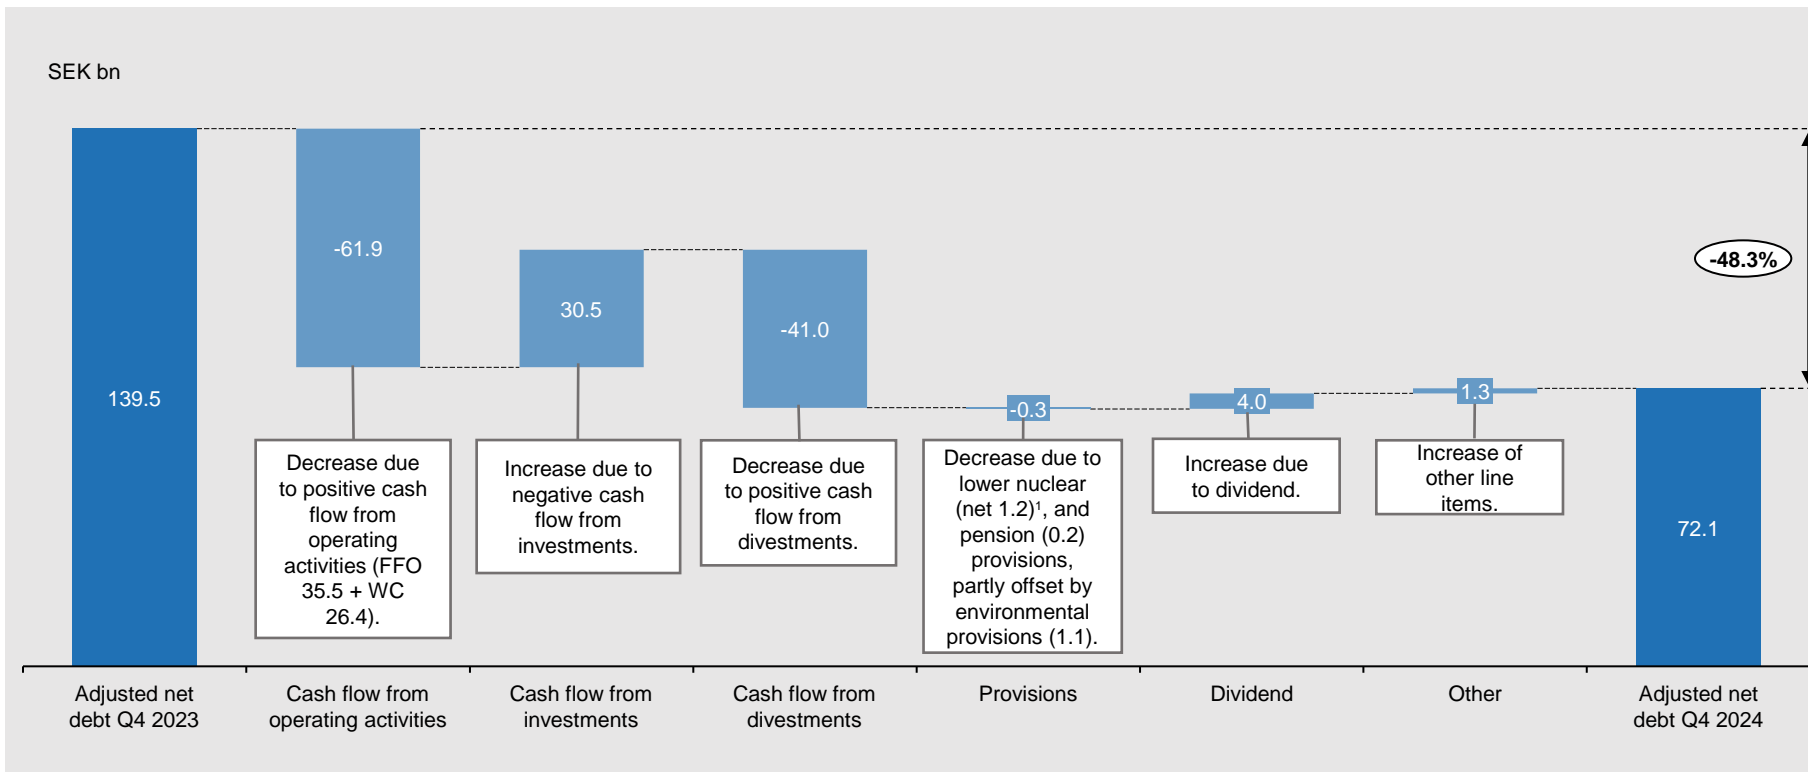 SEK bn
-61.9
-48.3%
30.5
-41.0
139.5
-0.3
4.0
1.3
72.1
Decrease due
to positive cash
flow from
operating
activities (FFO
35.5 + WC
26.4).
Increase due to
negative cash
flow from
investments.
Decrease due
to positive cash
flow from
divestments.
Decrease due to
lower nuclear
(net 1.2)¹, and
pension (0.2)
provisions,
partly offset by
environmental
provisions (1.1).
Increase due
to dividend.
Increase of
other line
items.
Adjusted net
debt Q4 2023
Cash flow from
operating activities
Cash flow from
investments
Cash flow from
divestments
Provisions
Dividend
Other
Adjusted net
debt Q4 2024